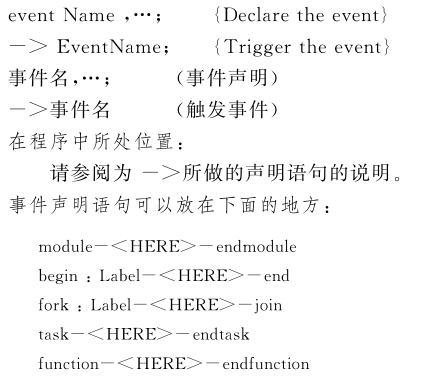 event Name ,…;　　{Declare the event}
－> EventName;　　{Trigger the event}
事件名,…;　　　（事件声明）
－>事件名　　　（触发事件）
在程序中所处位置：
请参阅为 －>所做的声明语句的说明。
事件声明语句可以放在下面的地方：
module－<HERE>－endmodule
begin : Label－<HERE>－end
fork : Label－<HERE>－join
task－<HERE>－endtask
function－<HERE>－endfunction